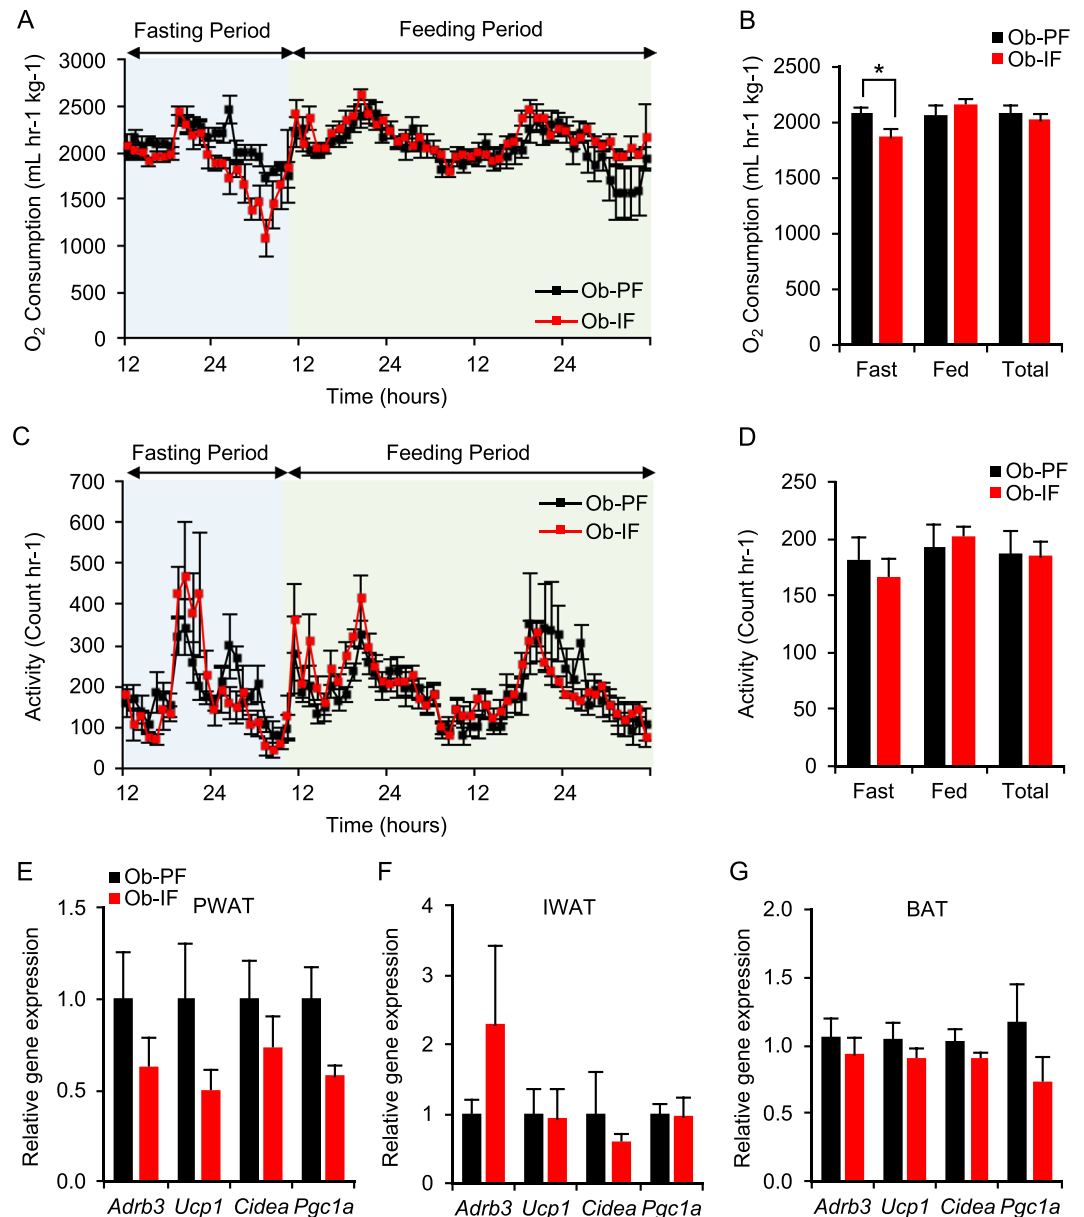 A
Fasting Period
Feeding Period
3000
2500
2000
1500
1000
500
0
O2 Consumption (mL hr-1 kg-1)
Ob-PF
Ob-IF
12
24
12
24
12
24
Time (hours)
B
Ob-PF
Ob-IF
2500
2000
1500
1000
500
0
O2 Consumption (mL hr-1 kg-1)
*
Fast
Fed
Total
C
Fasting Period
Feeding Period
700
600
500
400
300
200
100
0
Activity (Count hr-1)
Ob-PF
Ob-IF
12
24
12
24
12
24
Time (hours)
D
Ob-PF
Ob-IF
250
200
150
100
50
0
Activity (Count hr-1)
Fast
Fed
Total
E
Ob-PF
Ob-IF
PWAT
1.5
1.0
0.5
0.0
Relative gene expression
Adrb3 Ucp1 Cidea Pgc1a
F
IWAT
4
3
2
1
0
Relative gene expression
Adrb3 Ucp1 Cidea Pgc1a
G
BAT
2.0
1.5
1.0
0.5
0.0
Relative gene expression
Adrb3 Ucp1 Cidea Pgc1a